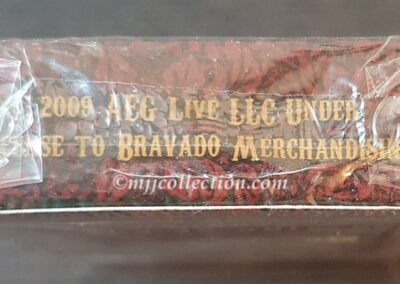 2009 AEG LIVE LLC UNDER
SE TO BRAVADO MERCHANDIS
©mjjcollection.com